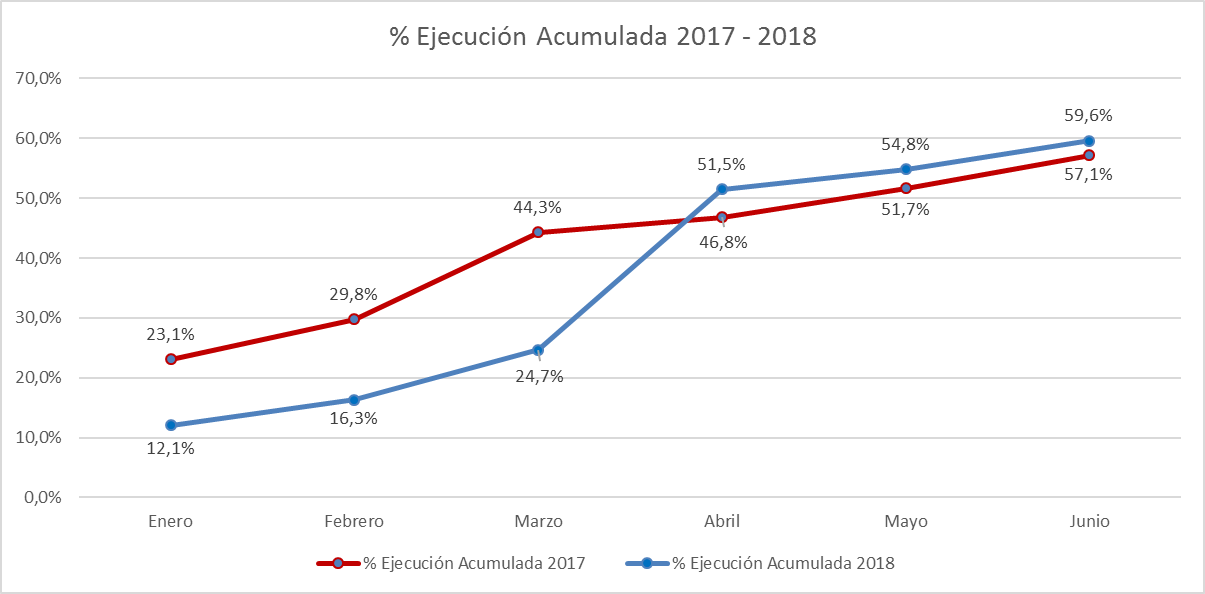 % Ejecución Acumulada 2017 - 2018
70,0%
60,0%
50,0%
40,0%
30,0%
20,0%
10,0%
0,0%
23,1%
29,8%
44,3%
46,8%
51,7%
57,1%
12,1%
16,3%
24,7%
51,5%
54,8%
59,6%
Enero
Febrero
Marzo
Abril
Mayo
Junio
% Ejecución Acumulada 2017
% Ejecución Acumulada 2018